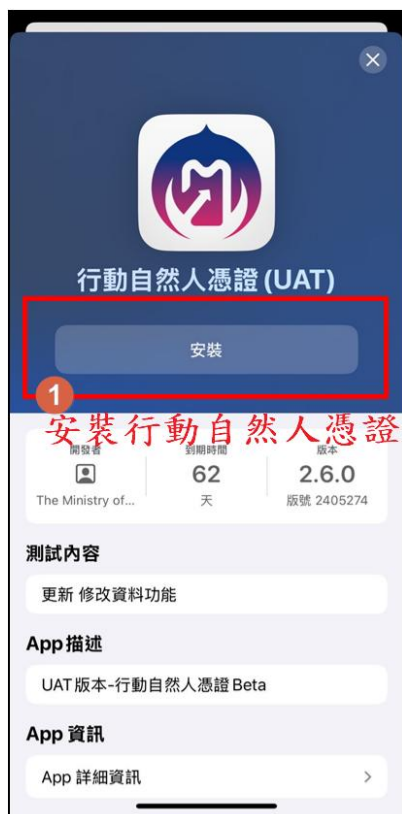 行動自然人憑證 (UAT)
安裝
1
安裝行動自然人憑證
開發者
到期時間
版本
62
2.6.0
The Ministry of...
天
版號 2405274
測試內容
更新 修改資料功能
App 描述
UAT 版本-行動自然人憑證 Beta
App 資訊
App 詳細資訊